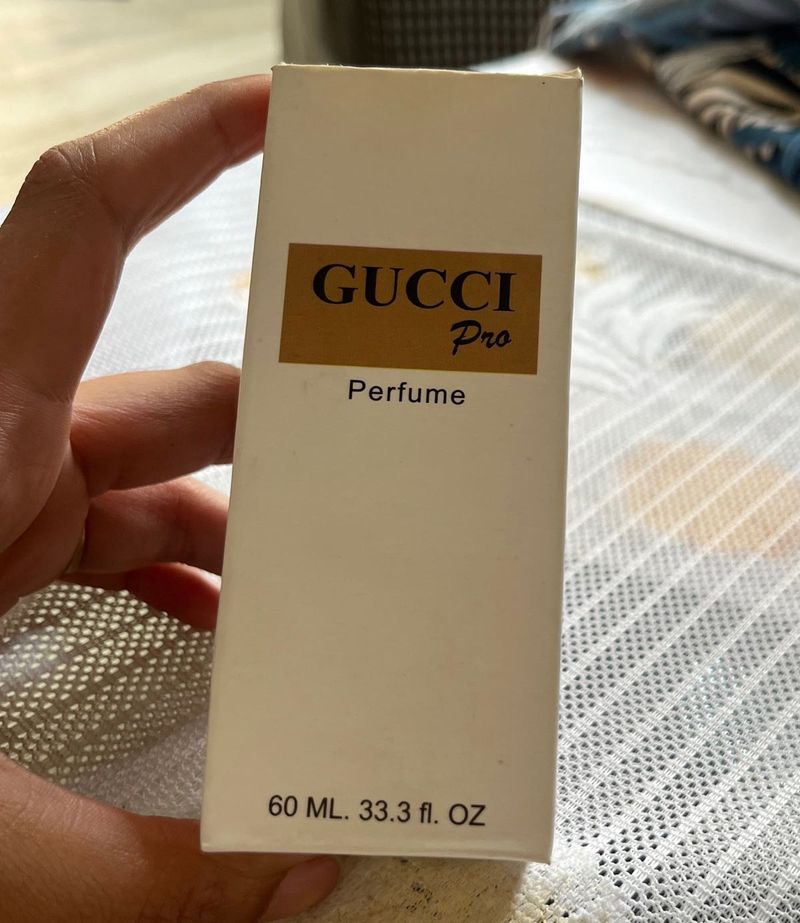 GUCCI
Pro
Perfume
60 ML. 33.3 fl. OZ